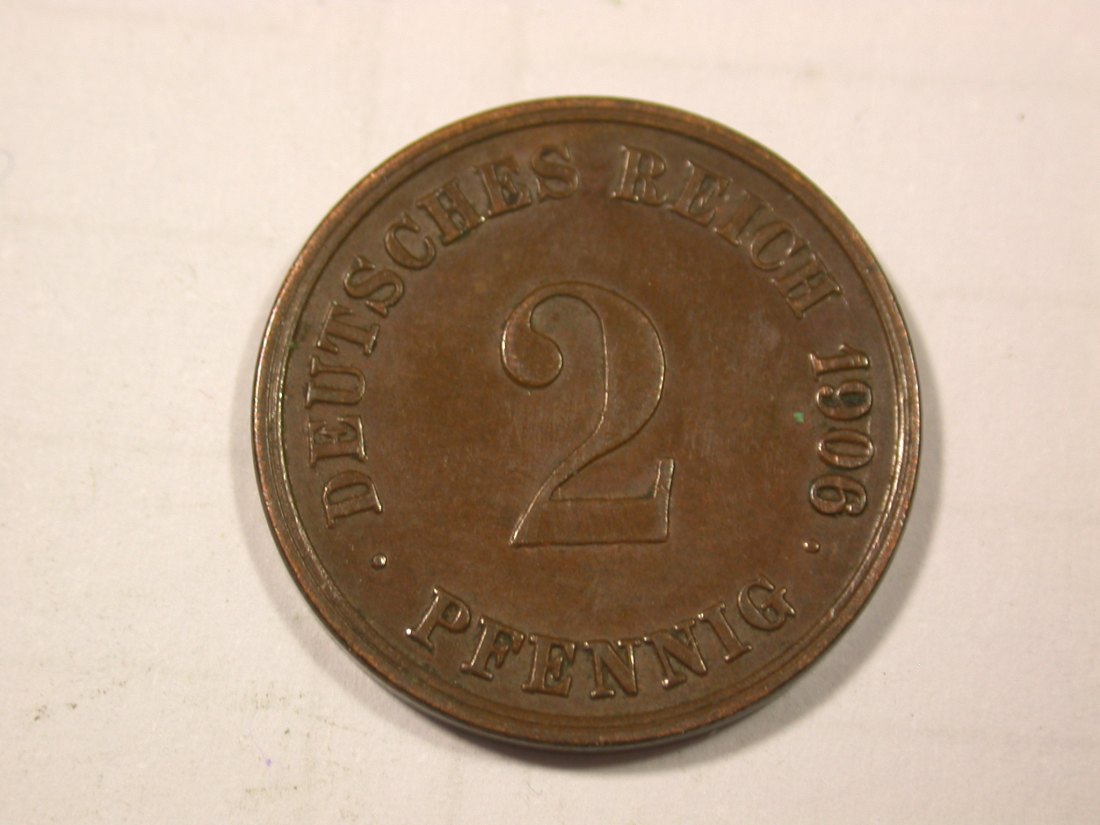 · DEUTSCHES REICH 1906 ·
2
PFENNIG